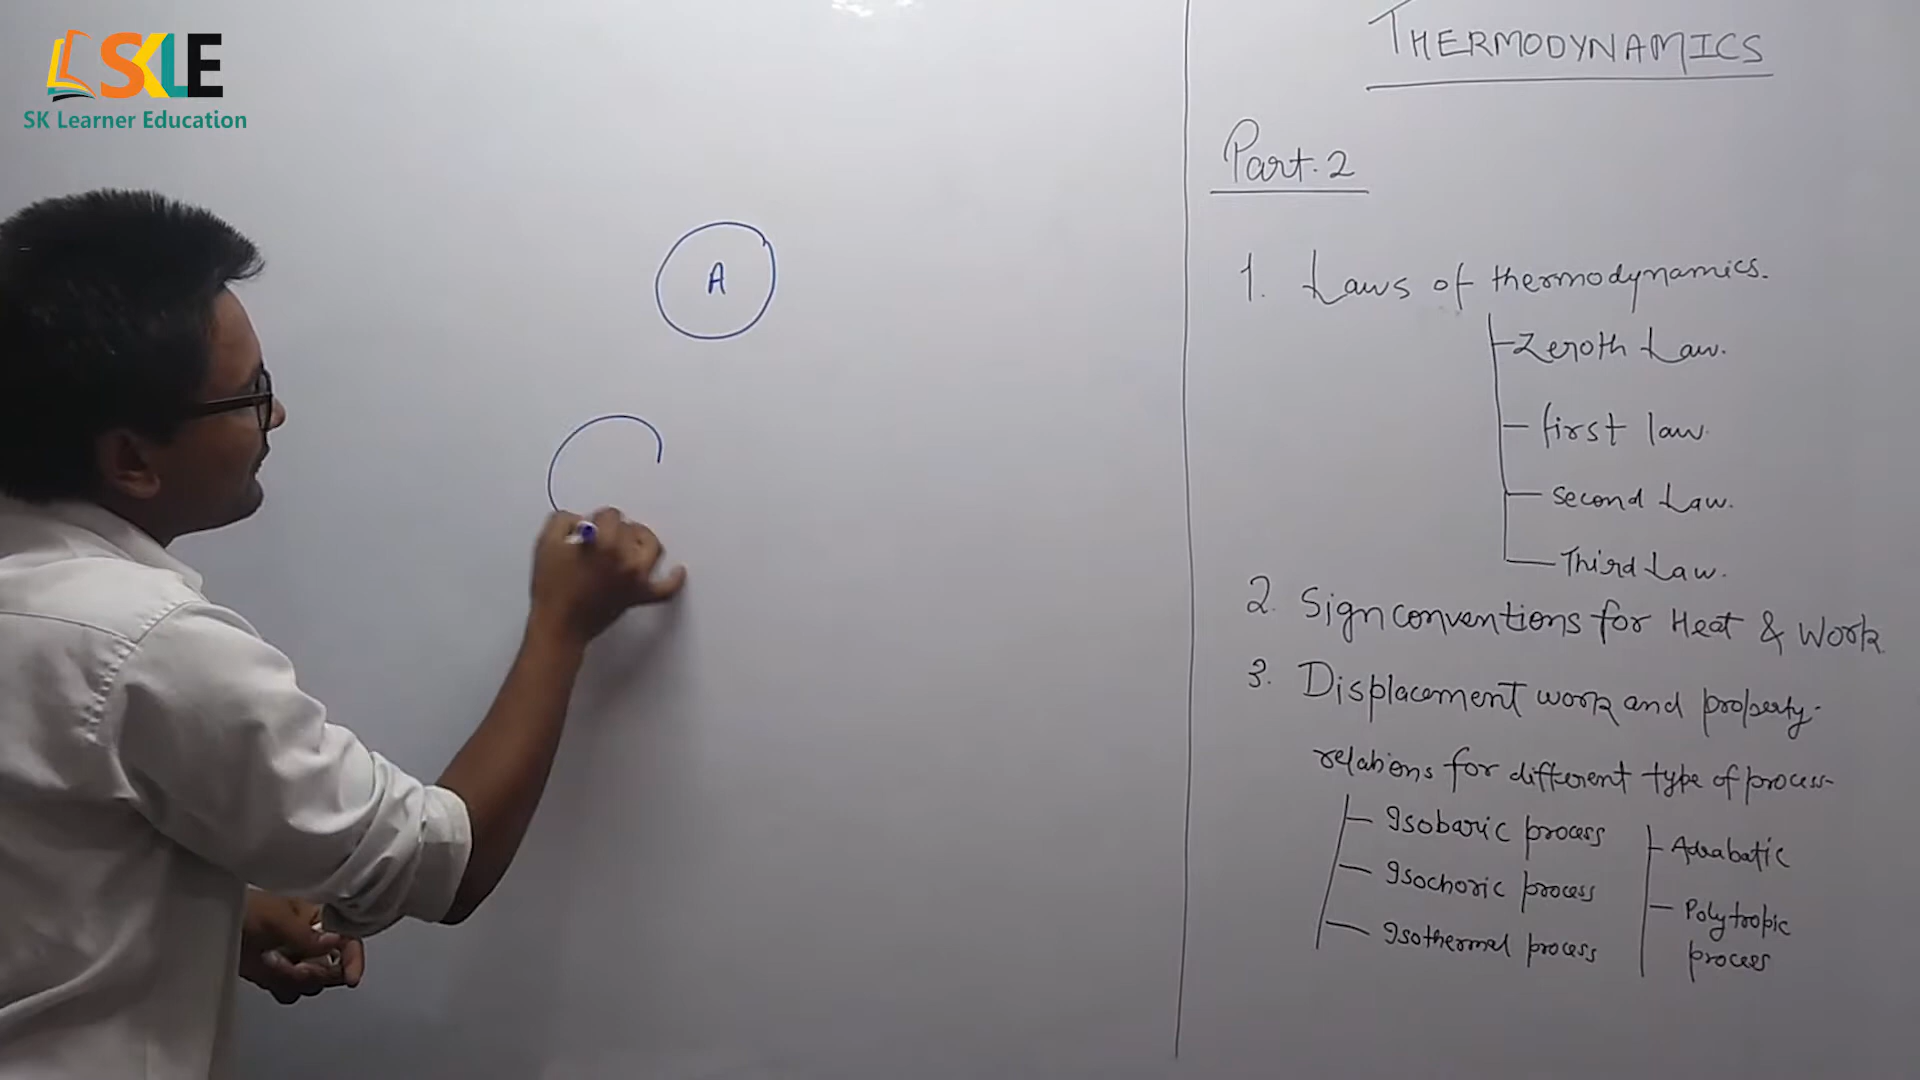 SKLE
SK Learner Education
THERMODYNAMICS
Part. 2
A
1. Laws of thermodynamics.
Zeroth Law.
first law.
Second Law.
Third Law.
2. Sign conventions for Heat & Work
3. Displacement work and property-
relations for different type of process-
Isobaric process
Isochoric process
Isothermal process
Adiabatic
Polytropic
process